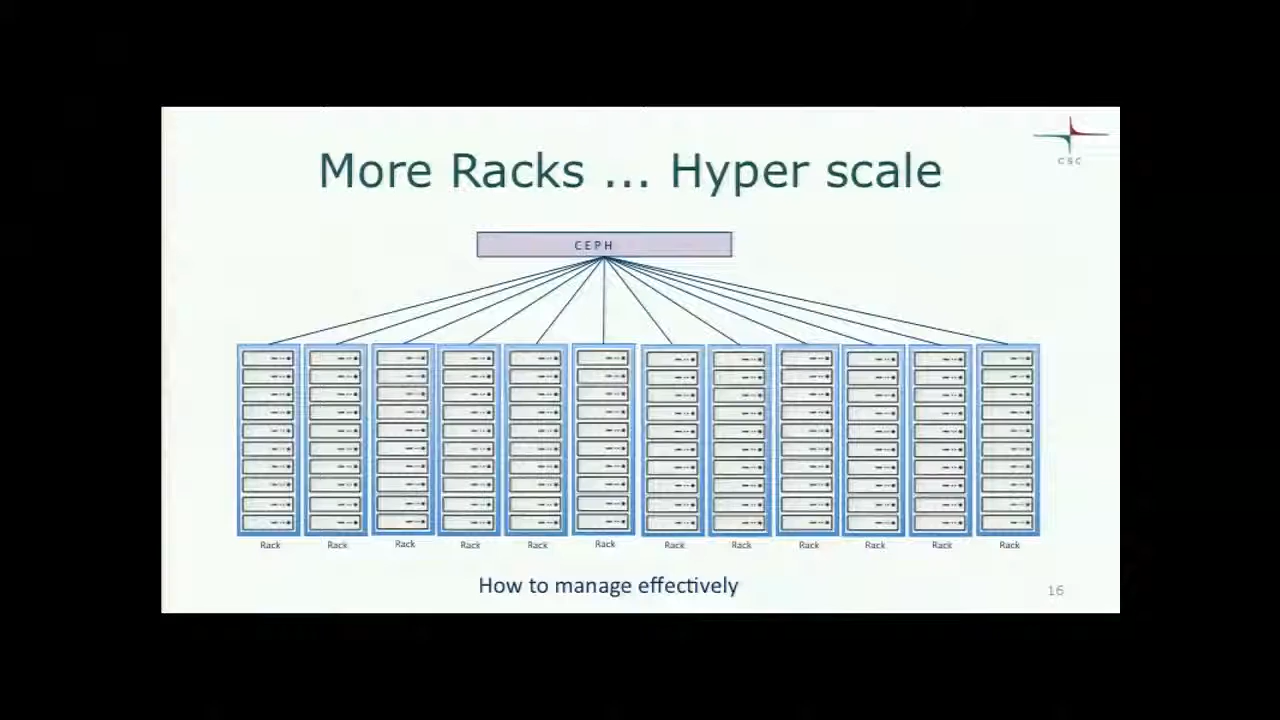 More Racks ... Hyper scale
CSC
CEPH
Rack Rack Rack Rack Rack Rack Rack Rack Rack Rack Rack Rack
How to manage effectively
16